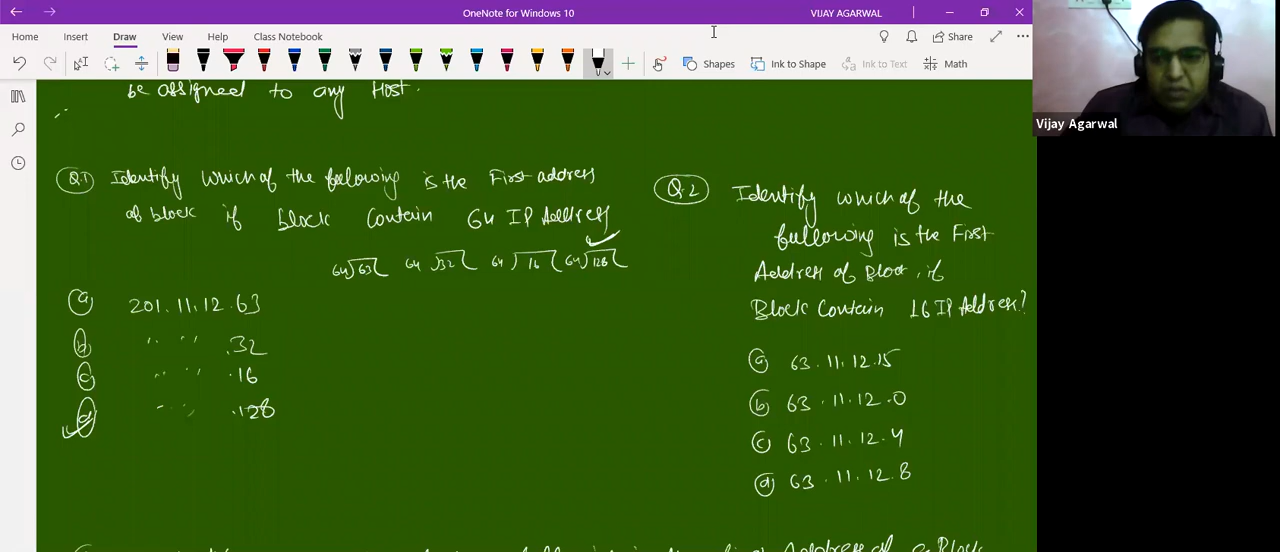 OneNote for Windows 10
VIJAY AGARWAL
Home Insert Draw View Help Class Notebook
Share
Shapes Ink to Shape Ink to Text Math
Vijay Agarwal
be assigned to any Host.
Q.1 Identify which of the following is the First address
of block if Block Contain 64 IP Address
64 63 64 32 64 16 64 128
a 201.11.12.63
b " " .32
c " " .16
d " " .128
Q.2 Identify which of the
following is the First
Address of Block, if
Block Contain 16 IP Address?
a 63.11.12.15
b 63.11.12.0
c 63.11.12.4
d 63.11.12.8